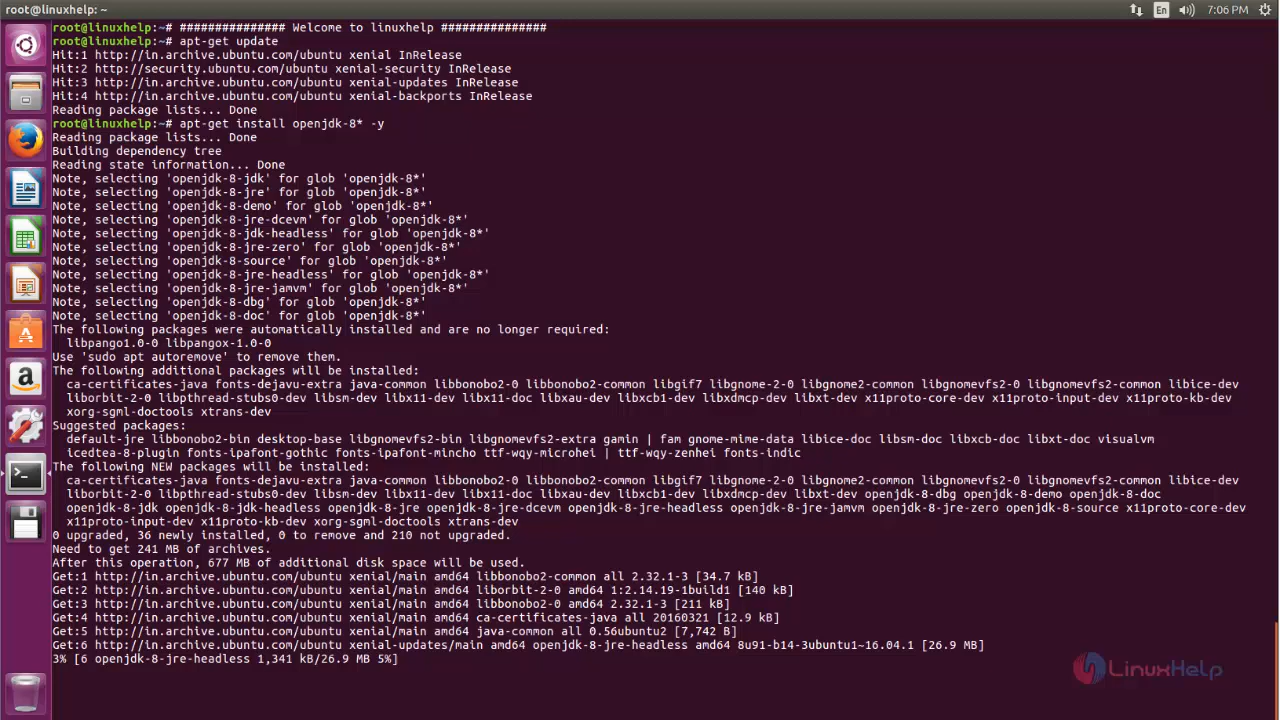 root@linuxhelp: ~
En
7:06 PM
root@linuxhelp:~# ############### Welcome to linuxhelp ###############
root@linuxhelp:~# apt-get update
Hit:1 http://in.archive.ubuntu.com/ubuntu xenial InRelease
Hit:2 http://security.ubuntu.com/ubuntu xenial-security InRelease
Hit:3 http://in.archive.ubuntu.com/ubuntu xenial-updates InRelease
Hit:4 http://in.archive.ubuntu.com/ubuntu xenial-backports InRelease
Reading package lists... Done
root@linuxhelp:~# apt-get install openjdk-8* -y
Reading package lists... Done
Building dependency tree
Reading state information... Done
Note, selecting 'openjdk-8-jdk' for glob 'openjdk-8*'
Note, selecting 'openjdk-8-jre' for glob 'openjdk-8*'
Note, selecting 'openjdk-8-demo' for glob 'openjdk-8*'
Note, selecting 'openjdk-8-jre-dcevm' for glob 'openjdk-8*'
Note, selecting 'openjdk-8-jdk-headless' for glob 'openjdk-8*'
Note, selecting 'openjdk-8-jre-zero' for glob 'openjdk-8*'
Note, selecting 'openjdk-8-source' for glob 'openjdk-8*'
Note, selecting 'openjdk-8-jre-headless' for glob 'openjdk-8*'
Note, selecting 'openjdk-8-jre-jamvm' for glob 'openjdk-8*'
Note, selecting 'openjdk-8-dbg' for glob 'openjdk-8*'
Note, selecting 'openjdk-8-doc' for glob 'openjdk-8*'
The following packages were automatically installed and are no longer required:
libpango1.0-0 libpangox-1.0-0
Use 'sudo apt autoremove' to remove them.
The following additional packages will be installed:
ca-certificates-java fonts-dejavu-extra java-common libbonobo2-0 libbonobo2-common libgif7 libgnome-2-0 libgnome2-common libgnomevfs2-0 libgnomevfs2-common libice-dev
liborbit-2-0 libpthread-stubs0-dev libsm-dev libx11-dev libx11-doc libxau-dev libxcb1-dev libxdmcp-dev libxt-dev x11proto-core-dev x11proto-input-dev x11proto-kb-dev
xorg-sgml-doctools xtrans-dev
Suggested packages:
default-jre libbonobo2-bin desktop-base libgnomevfs2-bin libgnomevfs2-extra gamin | fam gnome-mime-data libice-doc libsm-doc libxcb-doc libxt-doc visualvm
icedtea-8-plugin fonts-ipafont-gothic fonts-ipafont-mincho ttf-wqy-microhei | ttf-wqy-zenhei fonts-indic
The following NEW packages will be installed:
ca-certificates-java fonts-dejavu-extra java-common libbonobo2-0 libbonobo2-common libgif7 libgnome-2-0 libgnome2-common libgnomevfs2-0 libgnomevfs2-common libice-dev
liborbit-2-0 libpthread-stubs0-dev libsm-dev libx11-dev libx11-doc libxau-dev libxcb1-dev libxdmcp-dev libxt-dev openjdk-8-dbg openjdk-8-demo openjdk-8-doc
openjdk-8-jdk openjdk-8-jdk-headless openjdk-8-jre openjdk-8-jre-dcevm openjdk-8-jre-headless openjdk-8-jre-jamvm openjdk-8-jre-zero openjdk-8-source x11proto-core-dev
x11proto-input-dev x11proto-kb-dev xorg-sgml-doctools xtrans-dev
0 upgraded, 36 newly installed, 0 to remove and 210 not upgraded.
Need to get 241 MB of archives.
After this operation, 677 MB of additional disk space will be used.
Get:1 http://in.archive.ubuntu.com/ubuntu xenial/main amd64 libbonobo2-common all 2.32.1-3 [34.7 kB]
Get:2 http://in.archive.ubuntu.com/ubuntu xenial/main amd64 liborbit-2-0 amd64 1:2.14.19-1build1 [140 kB]
Get:3 http://in.archive.ubuntu.com/ubuntu xenial/main amd64 libbonobo2-0 amd64 2.32.1-3 [211 kB]
Get:4 http://in.archive.ubuntu.com/ubuntu xenial/main amd64 ca-certificates-java all 20160321 [12.9 kB]
Get:5 http://in.archive.ubuntu.com/ubuntu xenial/main amd64 java-common all 0.56ubuntu2 [7,742 B]
Get:6 http://in.archive.ubuntu.com/ubuntu xenial-updates/main amd64 openjdk-8-jre-headless amd64 8u91-b14-3ubuntu1~16.04.1 [26.9 MB]
3% [6 openjdk-8-jre-headless 1,341 kB/26.9 MB 5%]
LinuxHelp